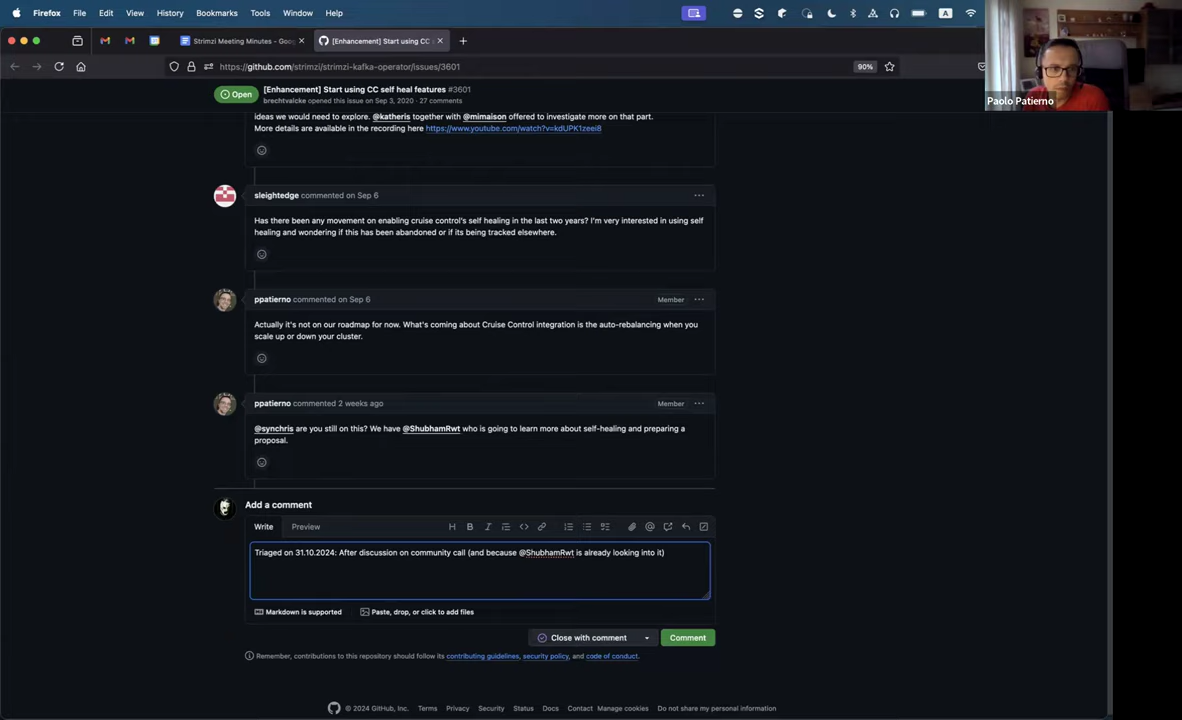 Firefox File Edit View History Bookmarks Tools Window Help
A
Strimzi Meeting Minutes - Goog
[Enhancement] Start using CC s
https://github.com/strimzi/strimzi-kafka-operator/issues/3601
90%
Paolo Patierno
Open
[Enhancement] Start using CC self heal features #3601
brechtvalcke opened this issue on Sep 3, 2020 · 27 comments
ideas we would need to explore. @katheris together with @mimaison offered to investigate more on that part.
More details are available in the recording here https://www.youtube.com/watch?v=kdUPK1zeei8
sleightedge commented on Sep 6
Has there been any movement on enabling cruise control's self healing in the last two years? I'm very interested in using self
healing and wondering if this has been abandoned or if its being tracked elsewhere.
ppatierno commented on Sep 6
Member
Actually it's not on our roadmap for now. What's coming about Cruise Control integration is the auto-rebalancing when you
scale up or down your cluster.
ppatierno commented 2 weeks ago
Member
@synchris are you still on this? We have @ShubhamRwt who is going to learn more about self-healing and preparing a
proposal.
Add a comment
Write Preview
Triaged on 31.10.2024: After discussion on community call (and because @ShubhamRwt is already looking into it)
Markdown is supported
Paste, drop, or click to add files
Close with comment
Comment
Remember, contributions to this repository should follow its contributing guidelines, security policy, and code of conduct.
© 2024 GitHub, Inc. Terms Privacy Security Status Docs Contact Manage cookies Do not share my personal information